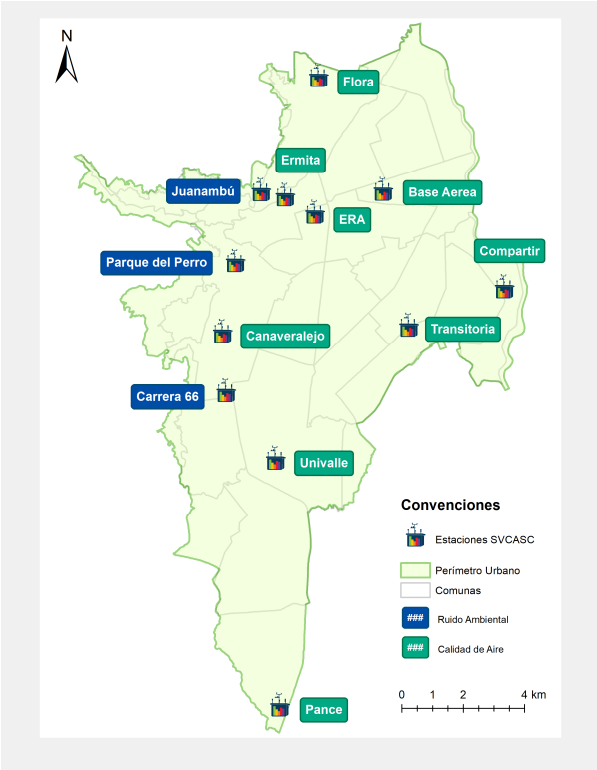 N
Flora
Ermita
Juanambú
Base Aerea
ERA
Compartir
Parque del Perro
Transitoria
Canaveralejo
Carrera 66
Univalle
Convenciones
Estaciones SVCASC
Perímetro Urbano
Comunas
### Ruido Ambiental
### Calidad de Aire
0 1 2 4 km
Pance